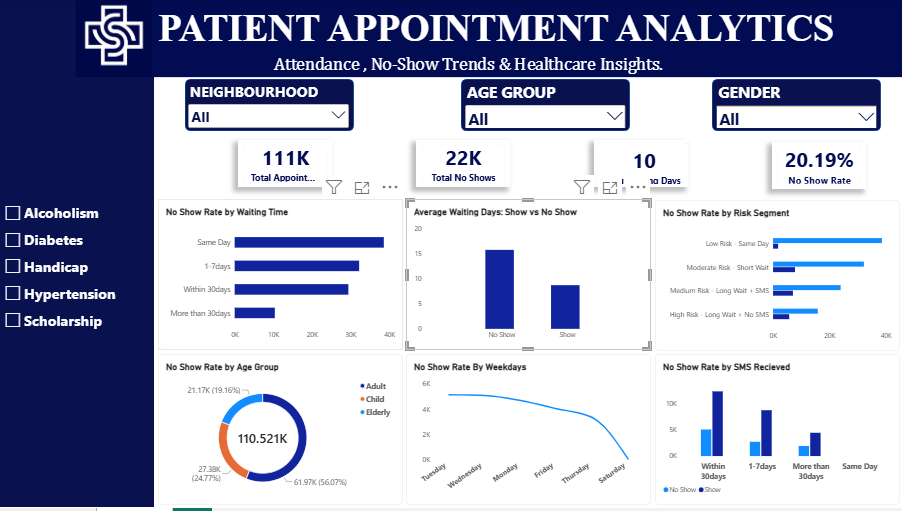 PATIENT APPOINTMENT ANALYTICS
Attendance , No-Show Trends & Healthcare Insights.
NEIGHBOURHOOD
All
AGE GROUP
All
GENDER
All
111K
Total Appoint...
22K
Total No Shows
10
ng Days
20.19%
No Show Rate
Alcoholism
Diabetes
Handicap
Hypertension
Scholarship
No Show Rate by Waiting Time
Same Day
1-7days
Within 30days
More than 30days
0K 10K 20K 30K 40K
Average Waiting Days: Show vs No Show
20
15
10
5
0
No Show Show
No Show Rate by Risk Segment
Low Risk - Same Day
Moderate Risk - Short Wait
Medium Risk - Long Wait + SMS
High Risk - Long Wait + No SMS
0K 20K 40K
No Show Rate by Age Group
21.17K (19.16%)
110.521K
27.38K
(24.77%)
61.97K (56.07%)
Adult
Child
Elderly
No Show Rate By Weekdays
6K
4K
2K
0K
Tuesday Wednesday Monday Friday Thursday Saturday
No Show Rate by SMS Recieved
10K
5K
0K
Within 30days 1-7days More than 30days Same Day
No Show Show